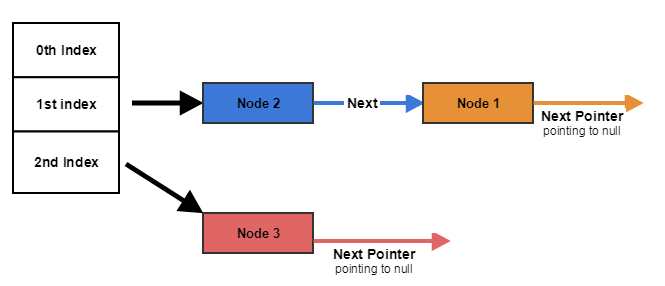 0th Index
1st index
2nd Index
Node 2
Next
Node 1
Next Pointer
pointing to null
Node 3
Next Pointer
pointing to null